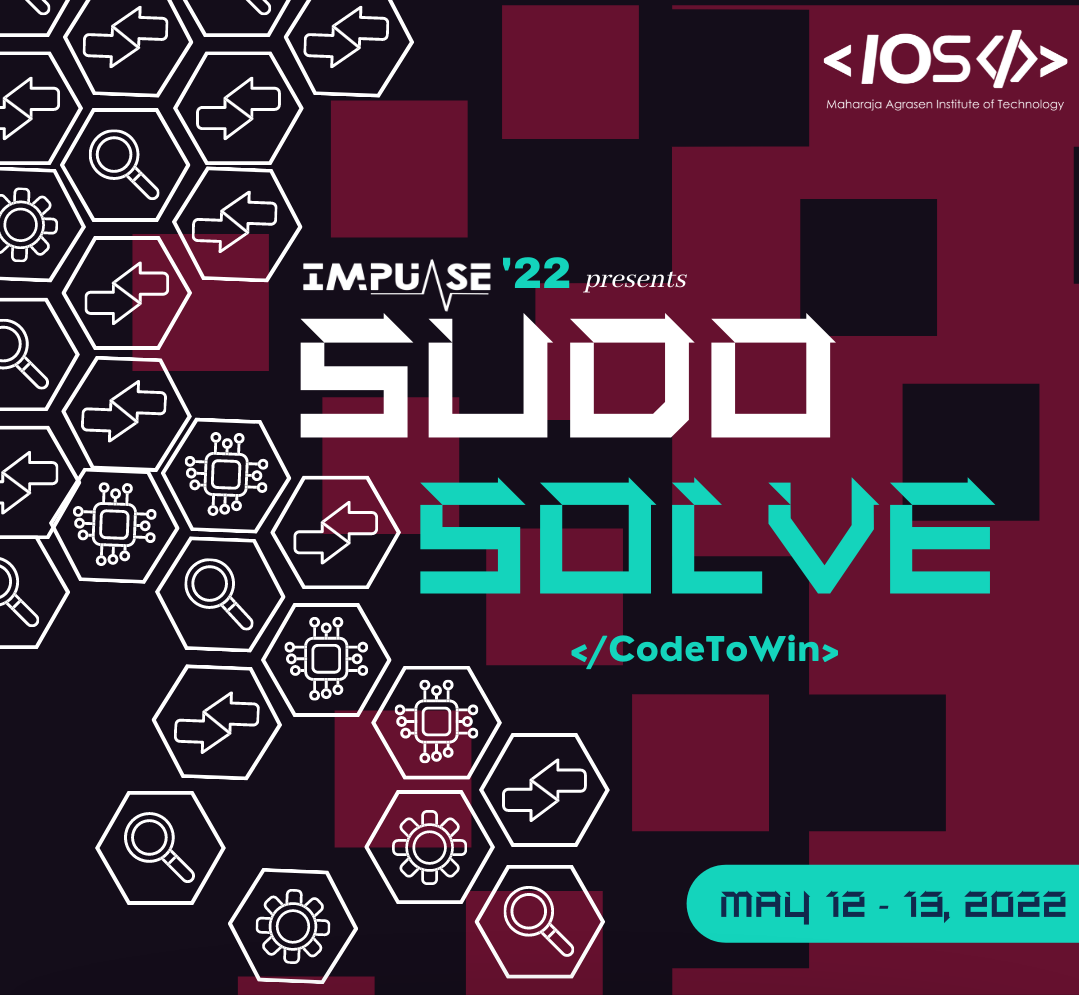 <IOS</>>
Maharaja Agrasen Institute of Technology
IMPULSE '22 presents
SUDO
SOLVE
</CodeToWin>
MAY 12 - 13, 2022